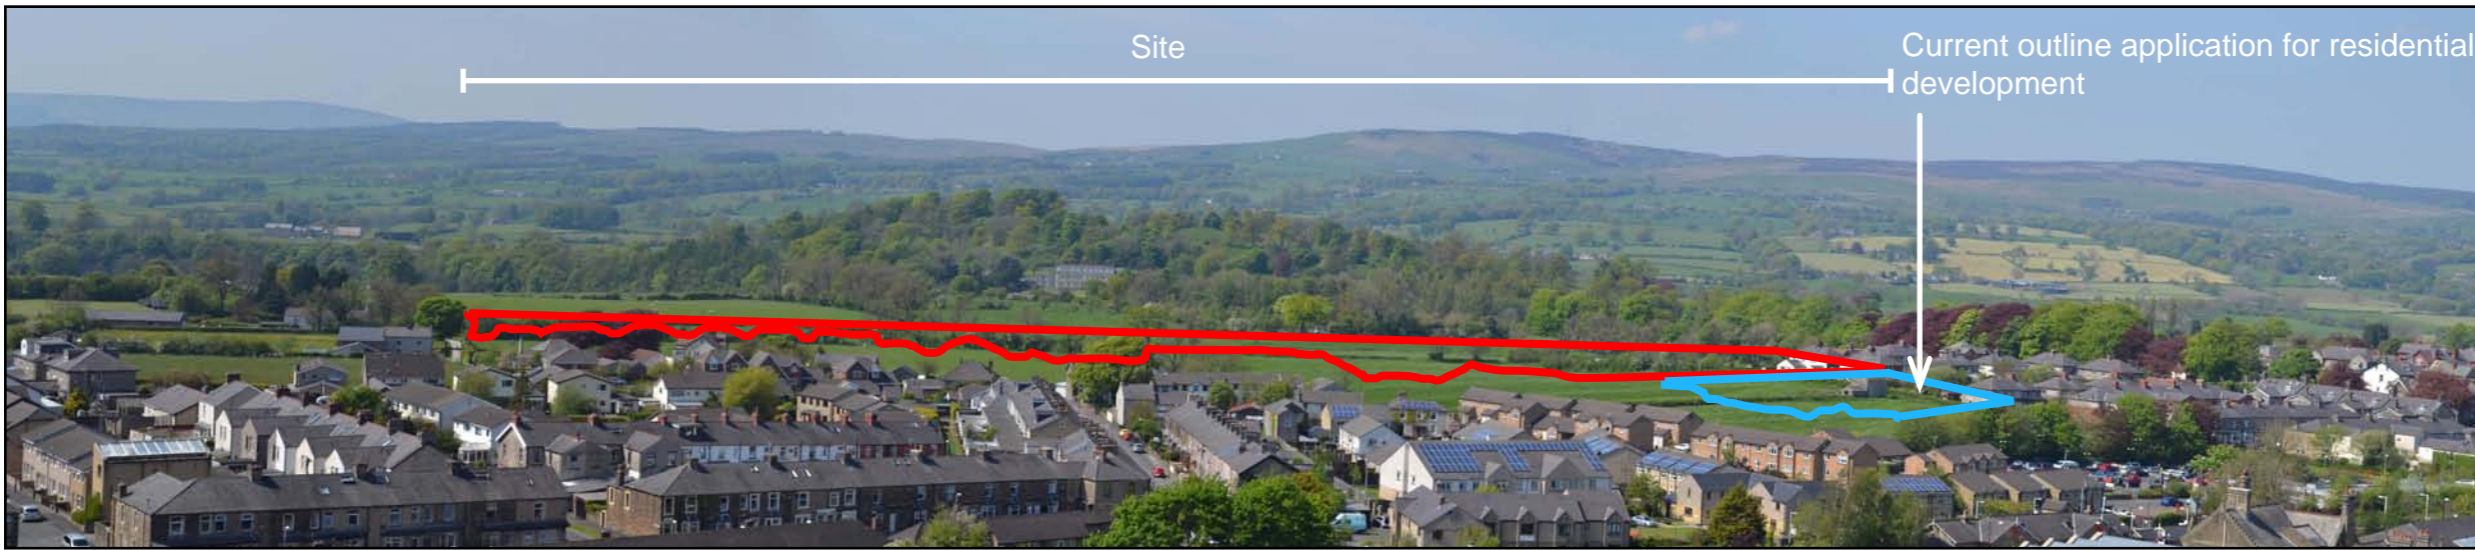 Site
Current outline application for residential
development